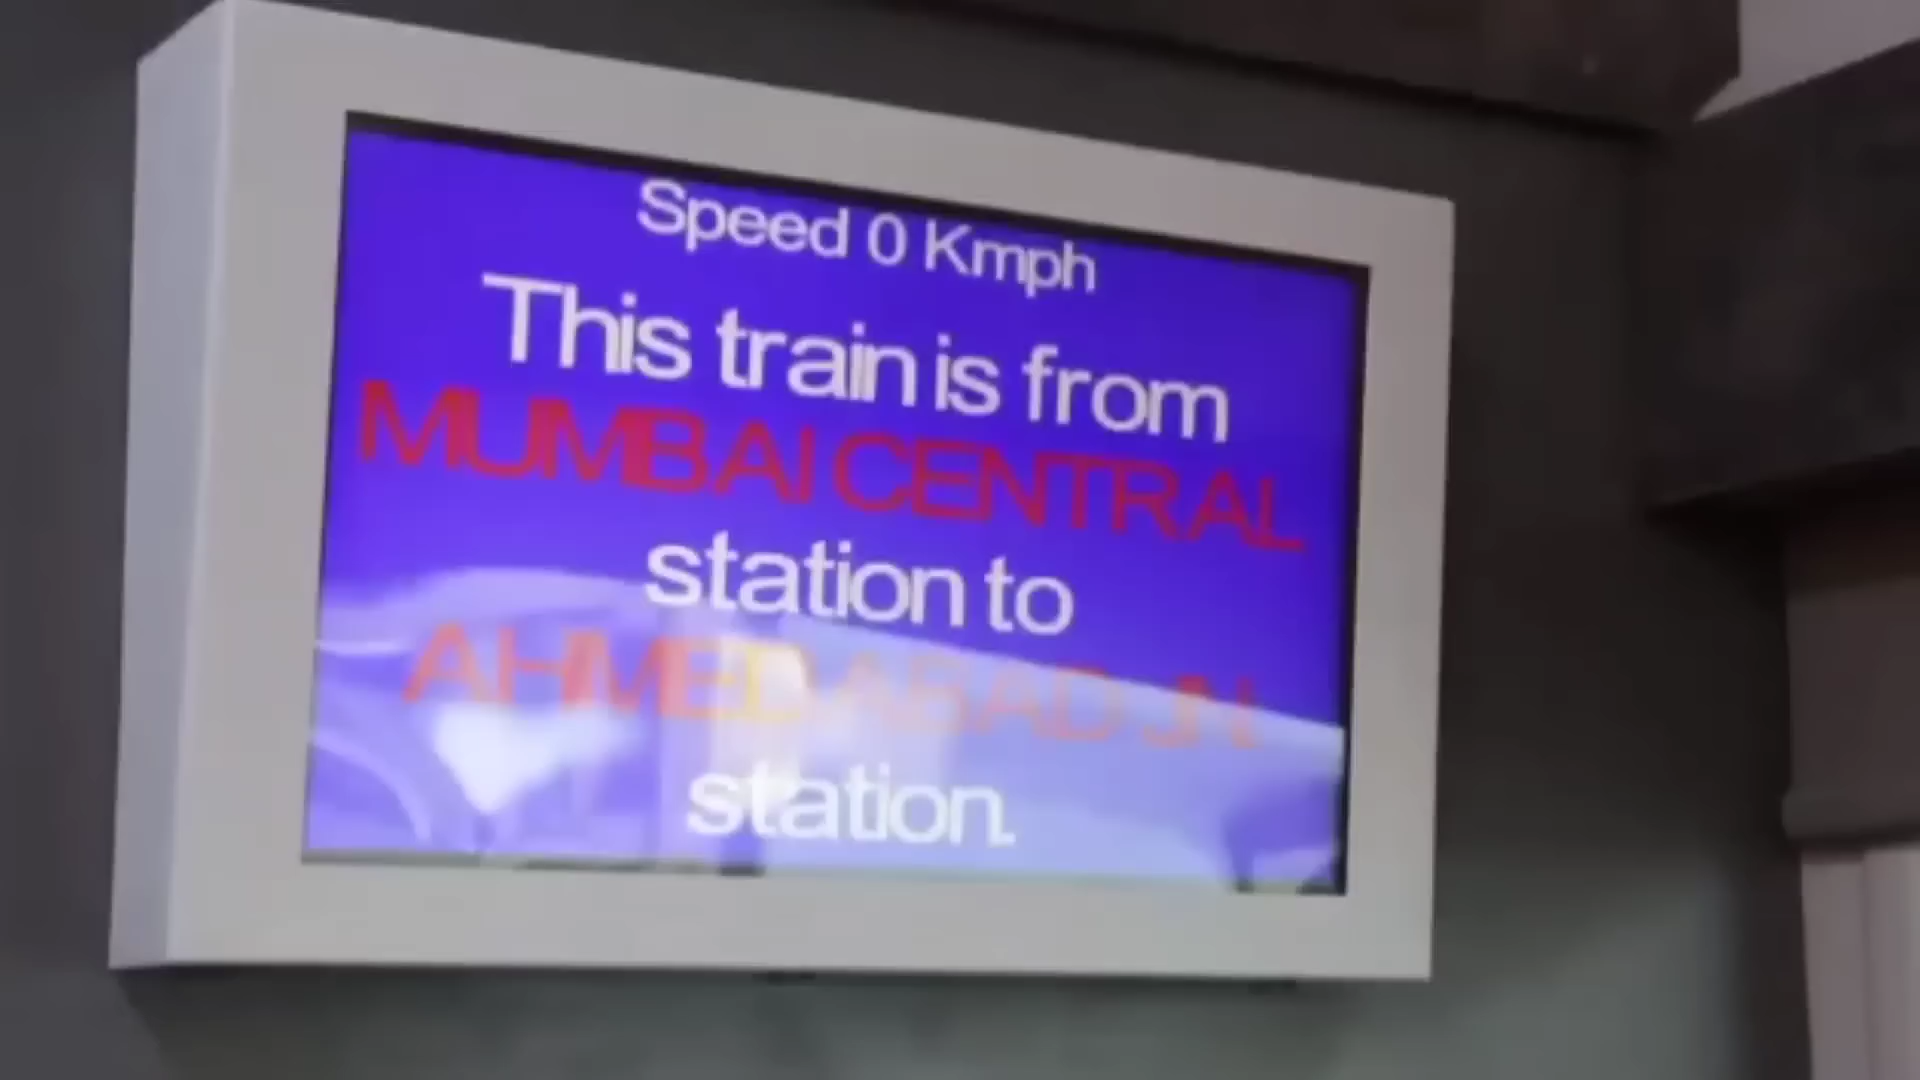 Speed 0 Kmph
This train is from
MUMBAI CENTRAL
station to
AHMEDABAD JN
station.